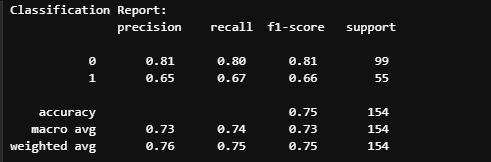 Classification Report:
precision recall f1-score support
0 0.81 0.80 0.81 99
1 0.65 0.67 0.66 55
accuracy 0.75 154
macro avg 0.73 0.74 0.73 154
weighted avg 0.76 0.75 0.75 154